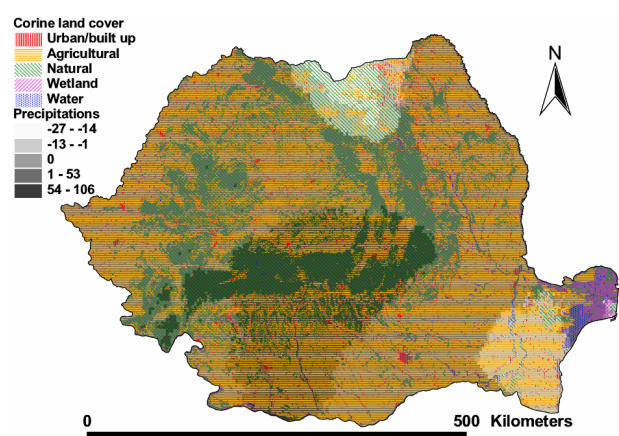 Corine land cover
Urban/built up
Agricultural
Natural
Wetland
Water
Precipitations
-27 - -14
-13 - -1
0
1 - 53
54 - 106
N
0 500 Kilometers